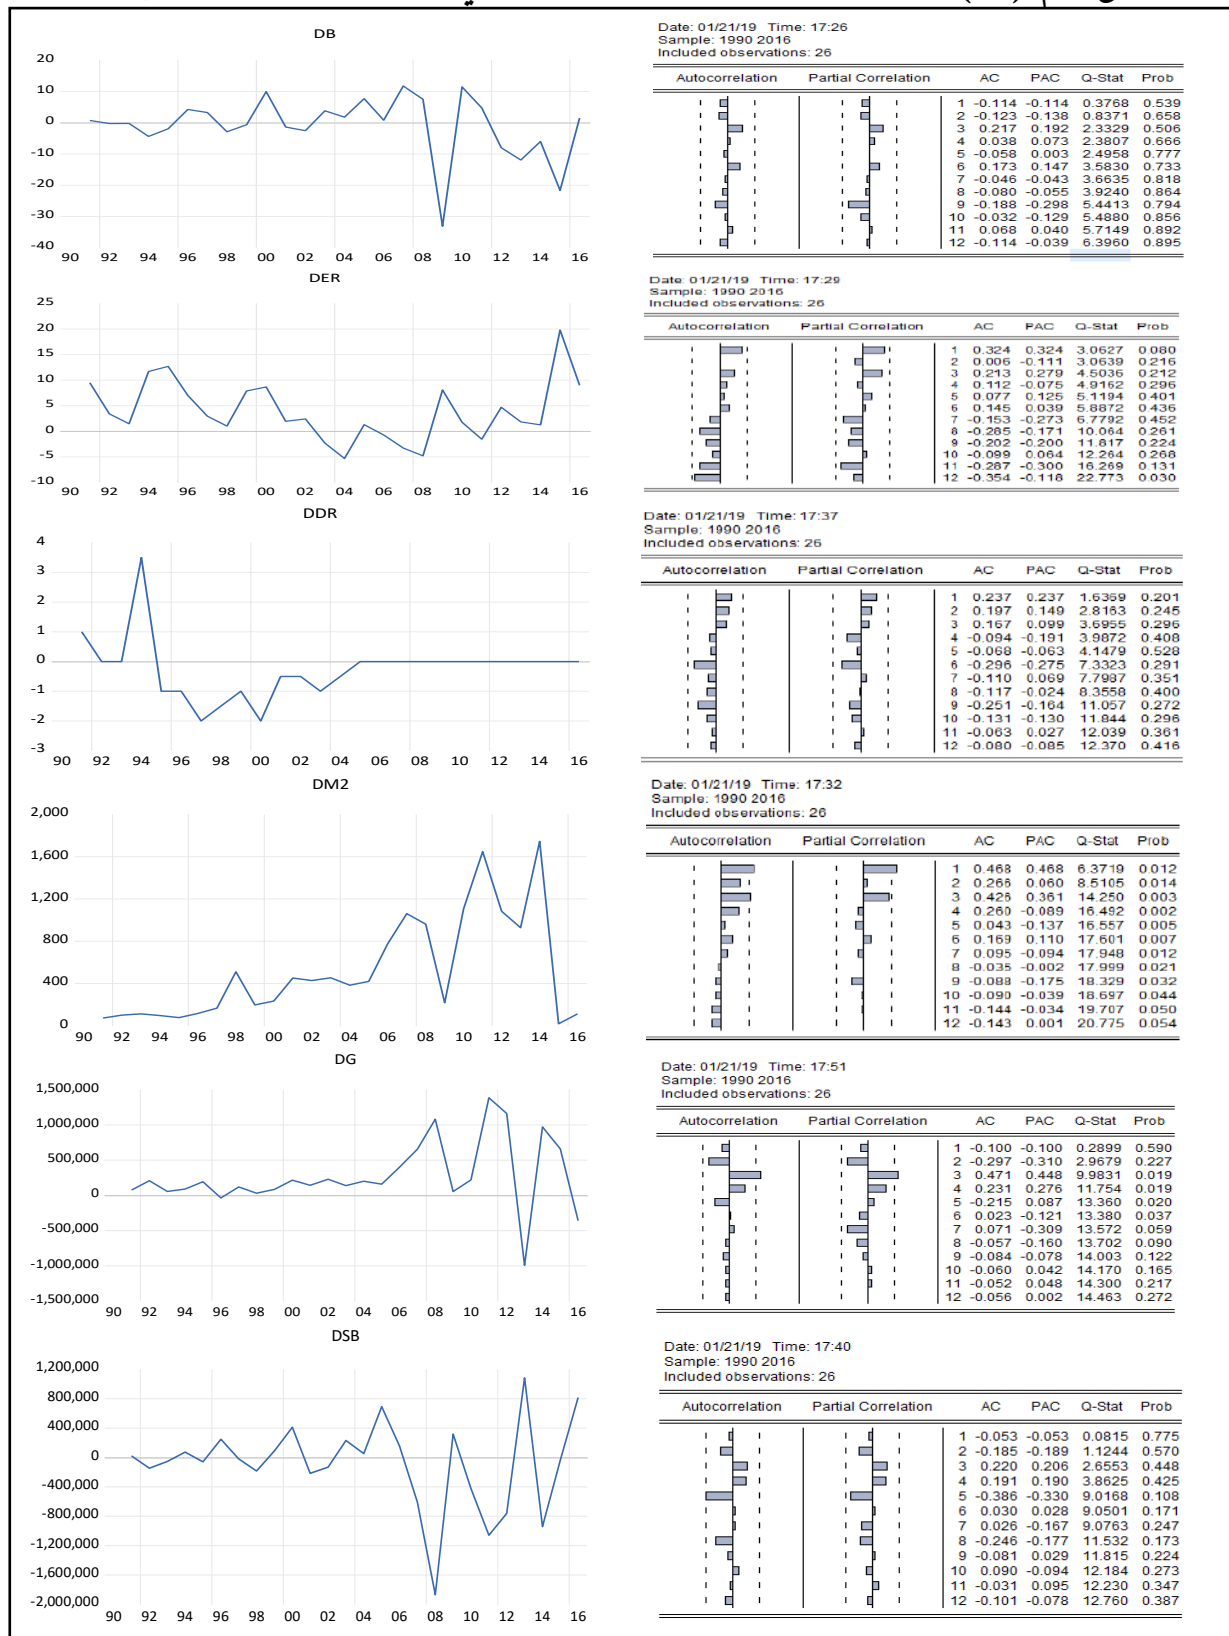 DB
20
10
0
-10
-20
-30
-40
90 92 94 96 98 00 02 04 06 08 10 12 14 16
Date: 01/21/19 Time: 17:26
Sample: 1990 2016
Included observations: 26
Autocorrelation Partial Correlation AC PAC Q-Stat Prob
1 -0.114 -0.114 0.3768 0.539
2 -0.123 -0.138 0.8371 0.658
3 0.217 0.192 2.3329 0.506
4 0.038 0.073 2.3807 0.666
5 -0.058 0.003 2.4958 0.777
6 0.173 0.147 3.5830 0.733
7 -0.046 -0.043 3.6635 0.818
8 -0.080 -0.055 3.9240 0.864
9 -0.188 -0.298 5.4413 0.794
10 -0.032 -0.129 5.4880 0.856
11 0.068 0.040 5.7149 0.892
12 -0.114 -0.039 6.3960 0.895
DER
25
20
15
10
5
0
-5
-10
90 92 94 96 98 00 02 04 06 08 10 12 14 16
Date: 01/21/19 Time: 17:29
Sample: 1990 2016
Included observations: 26
Autocorrelation Partial Correlation AC PAC Q-Stat Prob
1 0.324 0.324 3.0627 0.080
2 0.006 -0.111 3.0639 0.216
3 0.213 0.279 4.5036 0.212
4 0.112 -0.075 4.9162 0.296
5 0.077 0.125 5.1194 0.401
6 0.145 0.039 5.8872 0.436
7 -0.153 -0.273 6.7792 0.452
8 -0.285 -0.171 10.064 0.261
9 -0.202 -0.200 11.817 0.224
10 -0.099 0.064 12.264 0.268
11 -0.287 -0.300 16.269 0.131
12 -0.354 -0.118 22.773 0.030
DDR
4
3
2
1
0
-1
-2
-3
90 92 94 96 98 00 02 04 06 08 10 12 14 16
Date: 01/21/19 Time: 17:37
Sample: 1990 2016
Included observations: 26
Autocorrelation Partial Correlation AC PAC Q-Stat Prob
1 0.237 0.237 1.6369 0.201
2 0.197 0.149 2.8163 0.245
3 0.167 0.099 3.6955 0.296
4 -0.094 -0.191 3.9872 0.408
5 -0.068 -0.063 4.1479 0.528
6 -0.296 -0.275 7.3323 0.291
7 -0.110 0.069 7.7987 0.351
8 -0.117 -0.024 8.3558 0.400
9 -0.251 -0.164 11.057 0.272
10 -0.131 -0.130 11.844 0.296
11 -0.063 0.027 12.039 0.361
12 -0.080 -0.085 12.370 0.416
DM2
2,000
1,600
1,200
800
400
0
90 92 94 96 98 00 02 04 06 08 10 12 14 16
Date: 01/21/19 Time: 17:32
Sample: 1990 2016
Included observations: 26
Autocorrelation Partial Correlation AC PAC Q-Stat Prob
1 0.468 0.468 6.3719 0.012
2 0.266 0.060 8.5105 0.014
3 0.426 0.361 14.250 0.003
4 0.260 -0.089 16.492 0.002
5 0.043 -0.137 16.557 0.005
6 0.169 0.110 17.601 0.007
7 0.095 -0.094 17.948 0.012
8 -0.035 -0.002 17.999 0.021
9 -0.088 -0.175 18.329 0.032
10 -0.090 -0.039 18.697 0.044
11 -0.144 -0.034 19.707 0.050
12 -0.143 0.001 20.775 0.054
DG
1,500,000
1,000,000
500,000
0
-500,000
-1,000,000
-1,500,000
90 92 94 96 98 00 02 04 06 08 10 12 14 16
Date: 01/21/19 Time: 17:51
Sample: 1990 2016
Included observations: 26
Autocorrelation Partial Correlation AC PAC Q-Stat Prob
1 -0.100 -0.100 0.2899 0.590
2 -0.297 -0.310 2.9679 0.227
3 0.471 0.448 9.9831 0.019
4 0.231 0.276 11.754 0.019
5 -0.215 0.087 13.360 0.020
6 0.023 -0.121 13.380 0.037
7 0.071 -0.309 13.572 0.059
8 -0.057 -0.160 13.702 0.090
9 -0.084 -0.078 14.003 0.122
10 -0.060 0.042 14.170 0.165
11 -0.052 0.048 14.300 0.217
12 -0.056 0.002 14.463 0.272
DSB
1,200,000
800,000
400,000
0
-400,000
-800,000
-1,200,000
-1,600,000
-2,000,000
90 92 94 96 98 00 02 04 06 08 10 12 14 16
Date: 01/21/19 Time: 17:40
Sample: 1990 2016
Included observations: 26
Autocorrelation Partial Correlation AC PAC Q-Stat Prob
1 -0.053 -0.053 0.0815 0.775
2 -0.185 -0.189 1.1244 0.570
3 0.220 0.206 2.6553 0.448
4 0.191 0.190 3.8625 0.425
5 -0.386 -0.330 9.0168 0.108
6 0.030 0.028 9.0501 0.171
7 0.026 -0.167 9.0763 0.247
8 -0.246 -0.177 11.532 0.173
9 -0.081 0.029 11.815 0.224
10 0.090 -0.094 12.184 0.273
11 -0.031 0.095 12.230 0.347
12 -0.101 -0.078 12.760 0.387